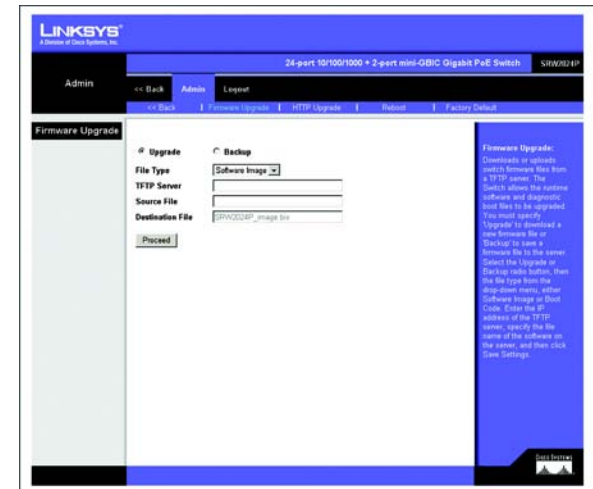 LINKSYS®
A Division of Cisco Systems, Inc.
24-port 10/100/1000 + 2-port mini-GBIC Gigabit PoE Switch
SRW2024P
Admin
<< Back Admin Logout
<< Back | Firmware Upgrade | HTTP Upgrade | Reboot | Factory Default
Firmware Upgrade
Upgrade Backup
File Type Software Image
TFTP Server
Source File
Destination File SRW2024P_image.bix
Proceed
Firmware Upgrade:
Downloads or uploads
switch firmware files from
a TFTP server. The
Switch allows the runtime
software and diagnostic
boot files to be upgraded.
You must specify
'Upgrade' to download a
new firmware file or
'Backup' to save a
firmware file to the server.
Select the Upgrade or
Backup radio button, then
the file type from the
drop-down menu, either
Software Image or Boot
Code. Enter the IP
address of the TFTP
server, specify the file
name of the software on
the server, and then click
Save Settings.
CISCO SYSTEMS